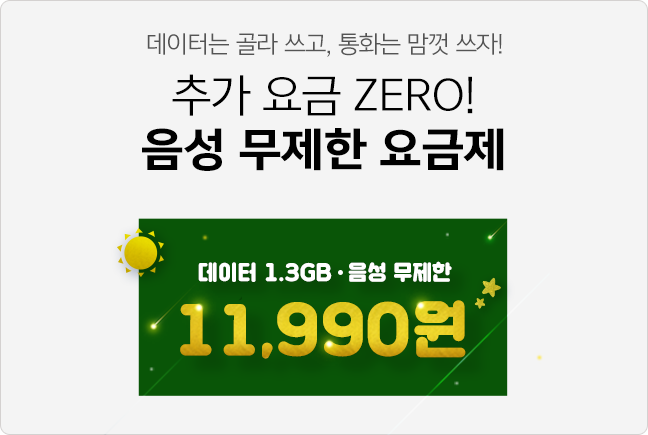 데이터는 골라 쓰고, 통화는 맘껏 쓰자!
추가 요금 ZERO!
음성 무제한 요금제
데이터 1.3GB · 음성 무제한
11,990원